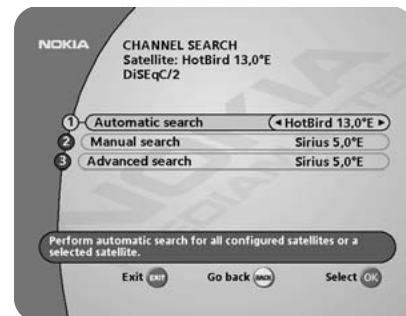 NOKIA
CHANNEL SEARCH
Satellite: HotBird 13,0°E
DiSEqC/2
1 Automatic search ◄ HotBird 13,0°E ►
2 Manual search Sirius 5,0°E
3 Advanced search Sirius 5,0°E
Perform automatic search for all configured satellites or a
selected satellite.
Exit EXIT Go back BACK Select OK